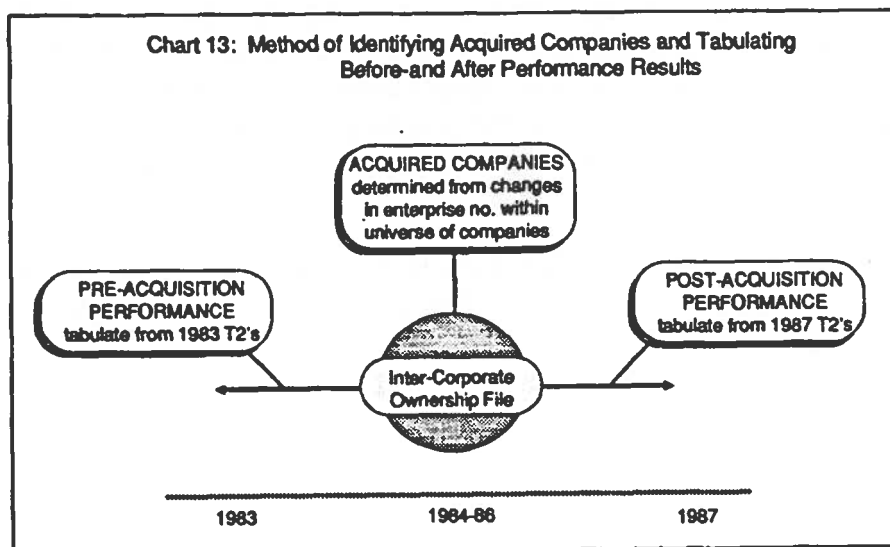 Chart 13: Method of Identifying Acquired Companies and Tabulating
Before-and After Performance Results
ACQUIRED COMPANIES
determined from changes
in enterprise no. within
universe of companies
PRE-ACQUISITION
PERFORMANCE
tabulate from 1983 T2's
POST-ACQUISITION
PERFORMANCE
tabulate from 1987 T2's
Inter-Corporate
Ownership File
1983
1984-86
1987